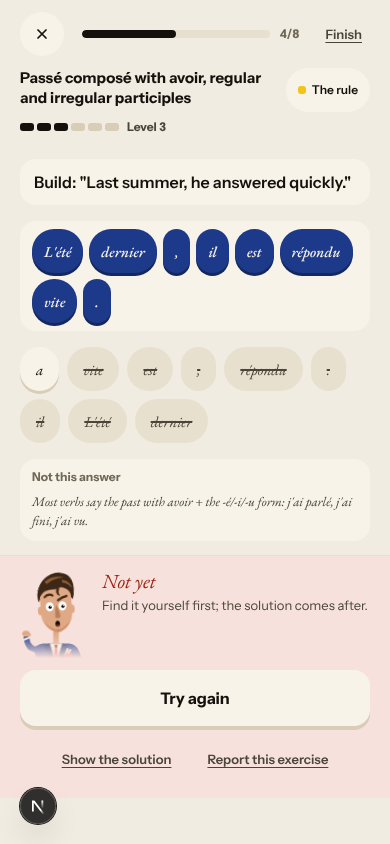 4/8
Finish
Passé composé with avoir, regular
and irregular participles
The rule
Level 3
Build: "Last summer, he answered quickly."
L'été dernier , il est répondu
vite .
a vite est , répondu .
il L'été dernier
Not this answer
Most verbs say the past with avoir + the -é/-i/-u form: j'ai parlé, j'ai
fini, j'ai vu.
Not yet
Find it yourself first; the solution comes after.
Try again
Show the solution
Report this exercise
N